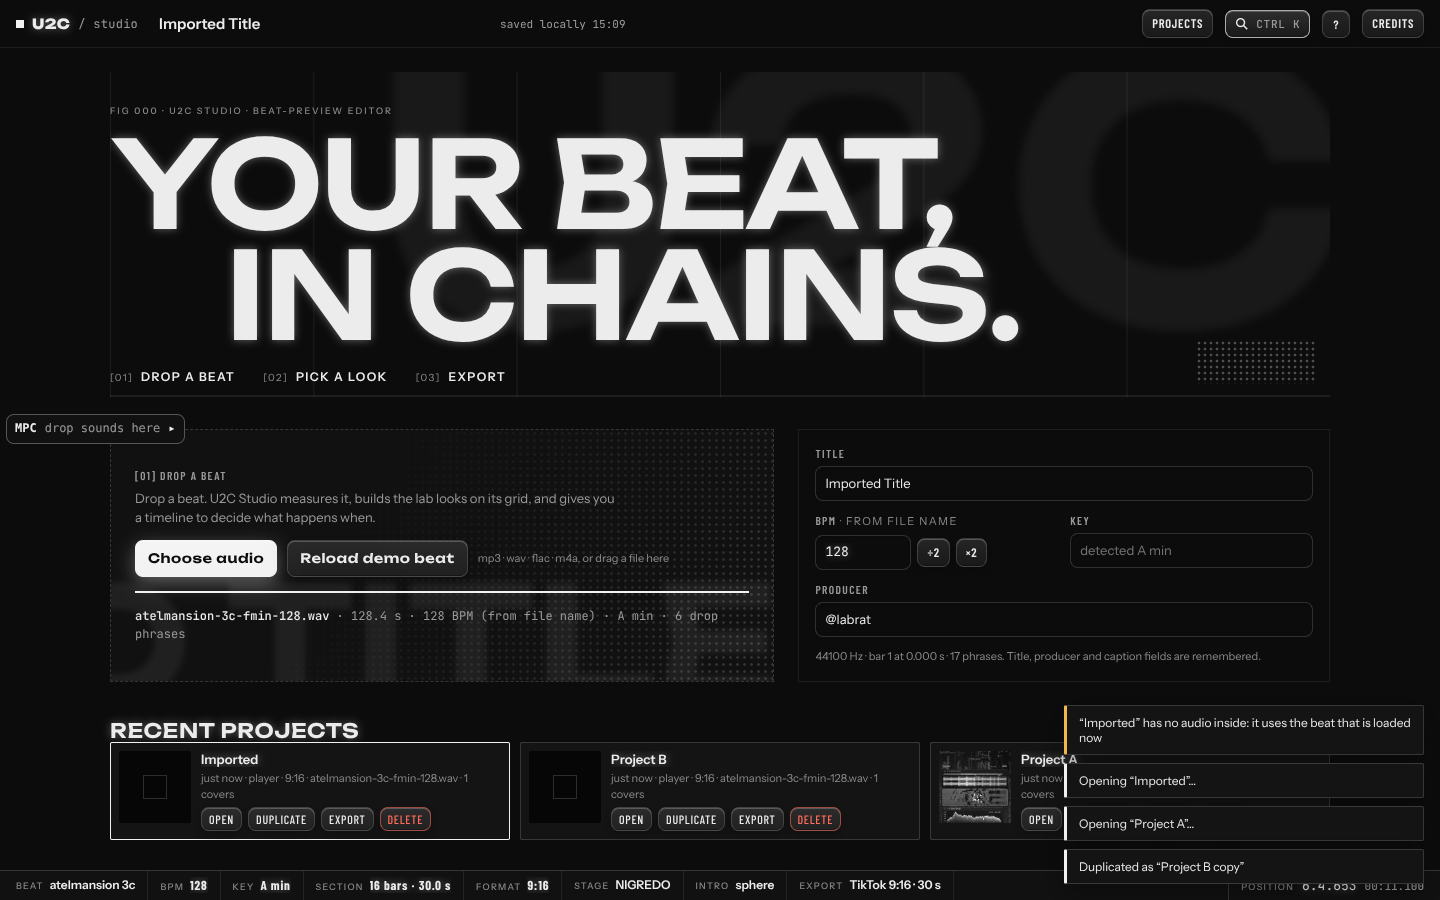 U2C / studio Imported Title saved locally 15:09 PROJECTS CTRL K ? CREDITS
FIG 000 · U2C STUDIO · BEAT-PREVIEW EDITOR
YOUR BEAT,
IN CHAINS.
[01] DROP A BEAT [02] PICK A LOOK [03] EXPORT
MPC drop sounds here ▸
[01] DROP A BEAT
Drop a beat. U2C Studio measures it, builds the lab looks on its grid, and gives you
a timeline to decide what happens when.
Choose audio Reload demo beat mp3 · wav · flac · m4a, or drag a file here
atelmansion-3c-fmin-128.wav · 128.4 s · 128 BPM (from file name) · A min · 6 drop
phrases
TITLE
Imported Title
BPM · FROM FILE NAME KEY
128 ÷2 ×2 detected A min
PRODUCER
@labrat
44100 Hz · bar 1 at 0.000 s · 17 phrases. Title, producer and caption fields are remembered.
RECENT PROJECTS
Imported
just now · player · 9:16 · atelmansion-3c-fmin-128.wav · 1
covers
OPEN DUPLICATE EXPORT DELETE
Project B
just now · player · 9:16 · atelmansion-3c-fmin-128.wav · 1
covers
OPEN DUPLICATE EXPORT DELETE
Project A
just now
covers
OPEN
“Imported” has no audio inside: it uses the beat that is loaded
now
Opening “Imported”…
Opening “Project A”…
Duplicated as “Project B copy”
BEAT atelmansion 3c BPM 128 KEY A min SECTION 16 bars · 30.0 s FORMAT 9:16 STAGE NIGREDO INTRO sphere EXPORT TikTok 9:16 · 30 s POSITION 6.4.653 00:11.100